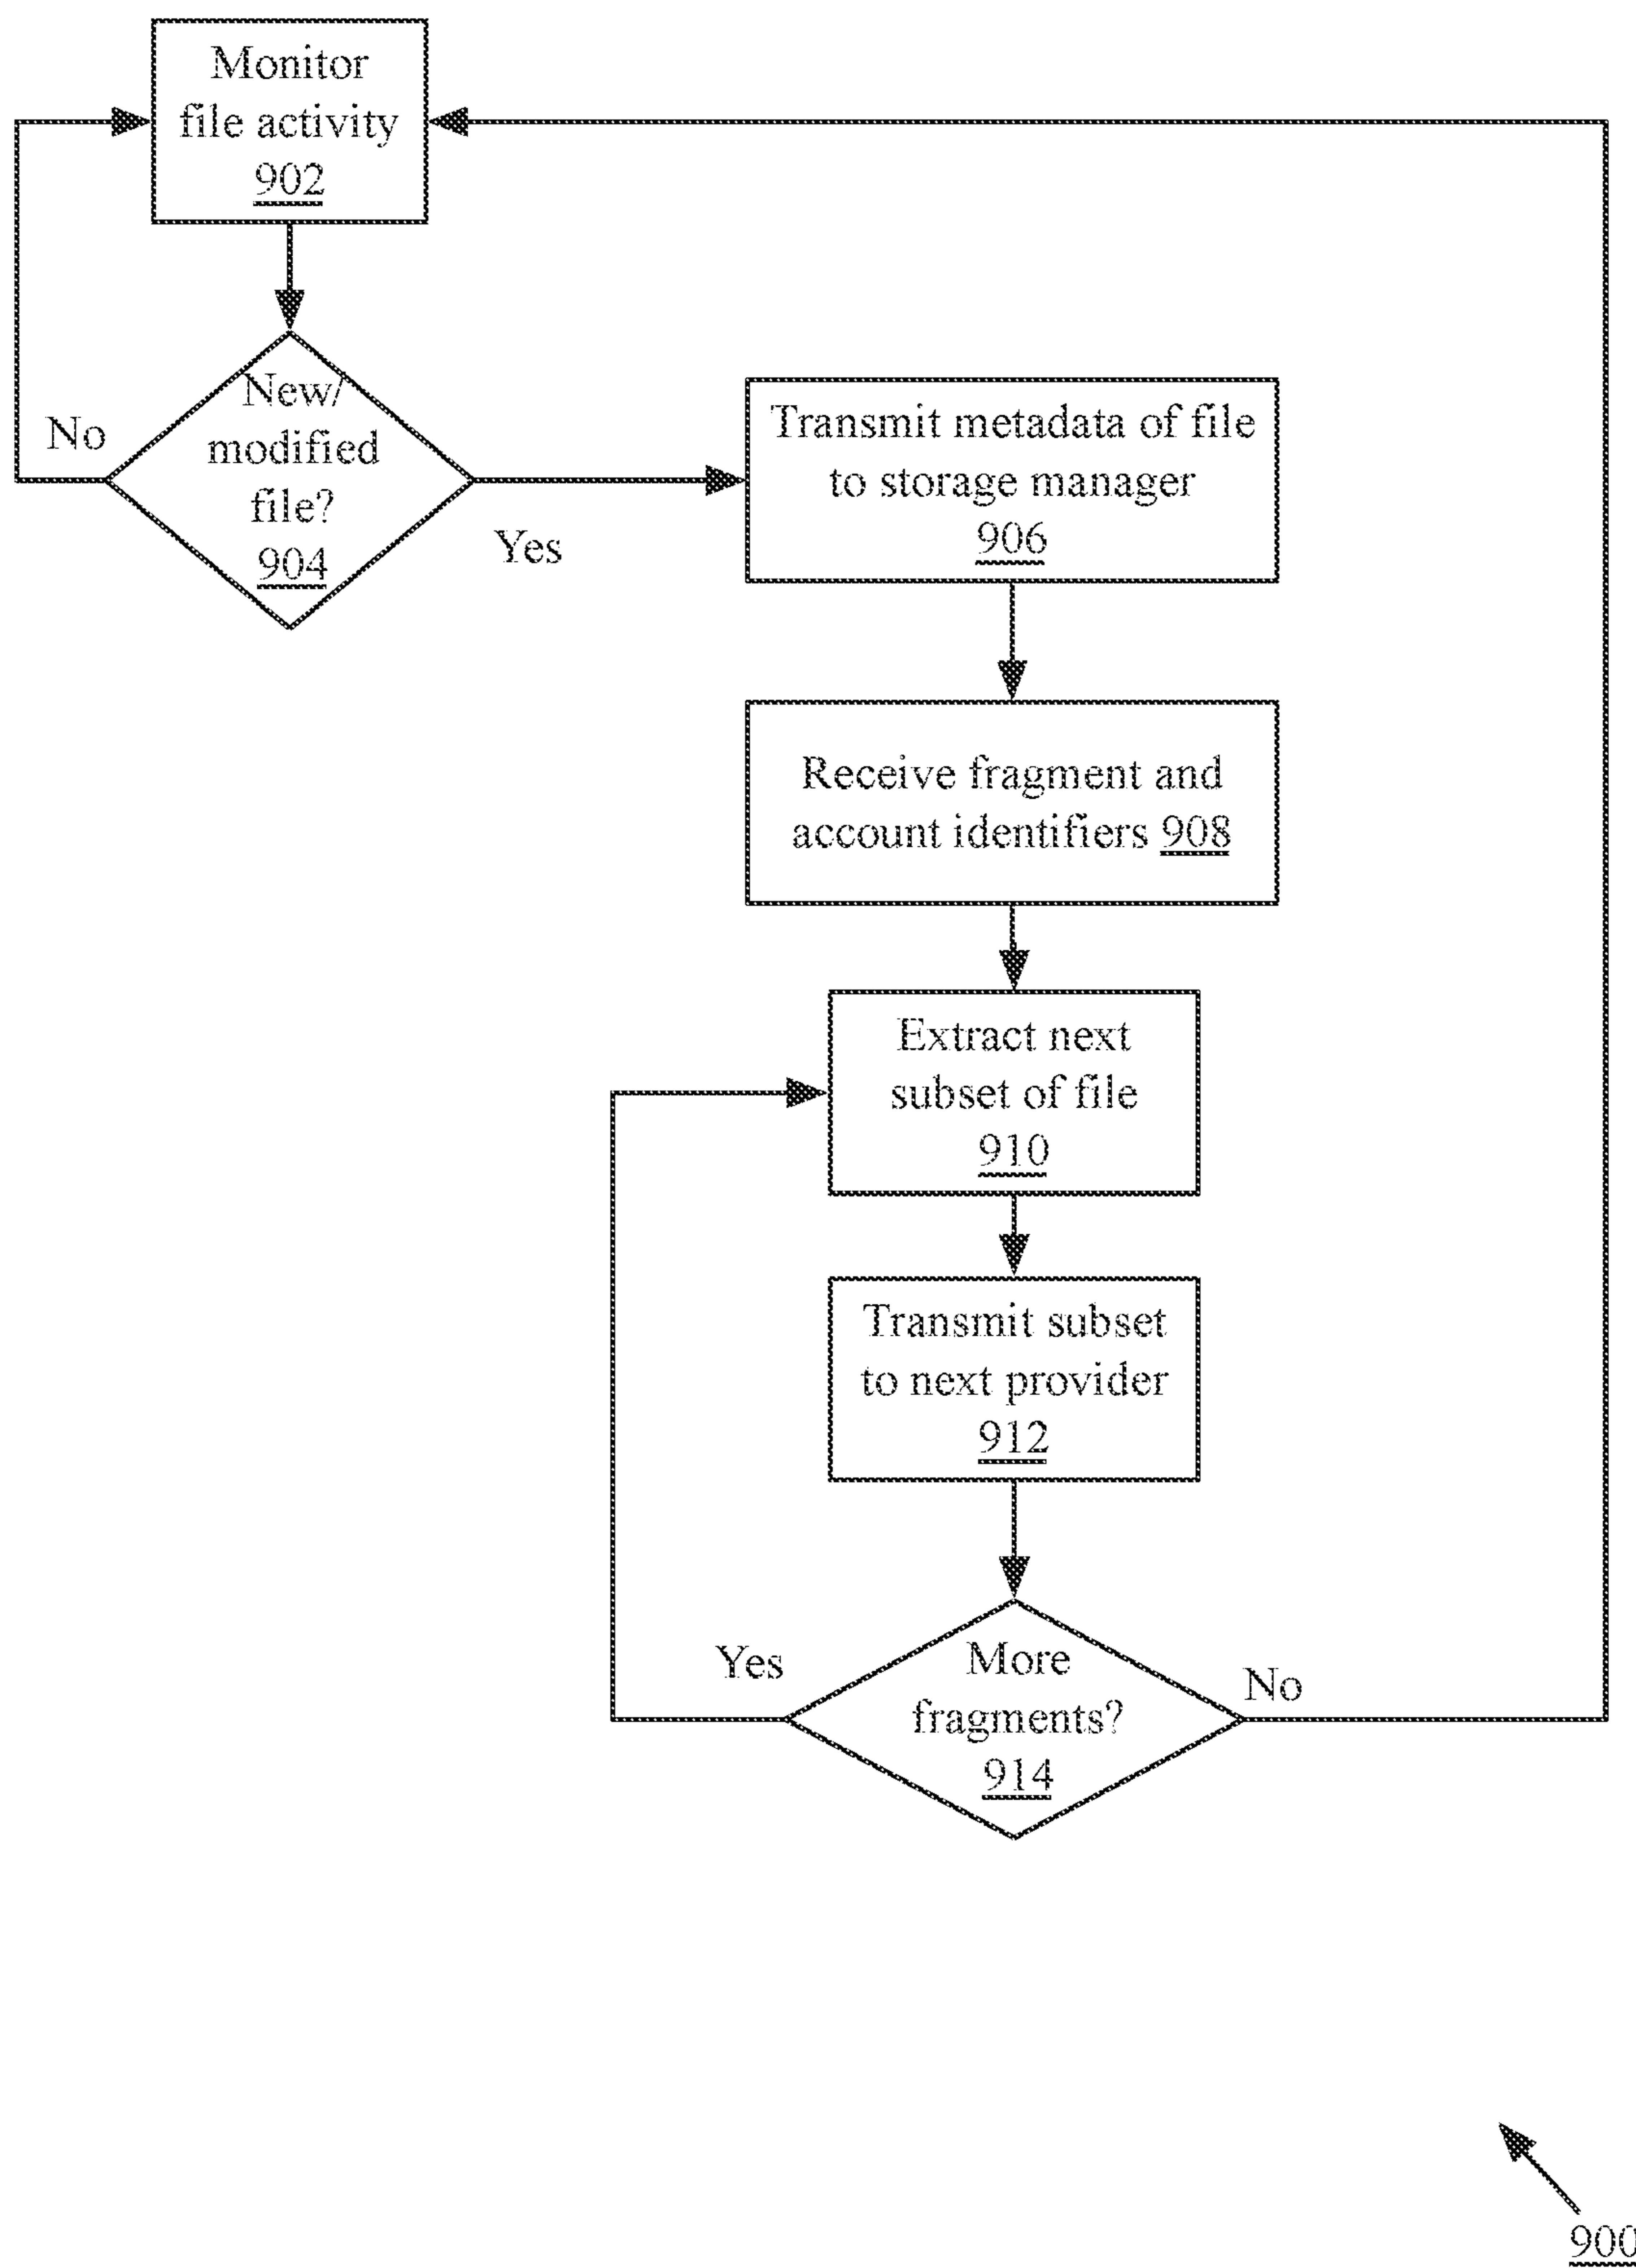 Monitor
file activity
902
New/
modified
file?
904
No
Yes
Transmit metadata of file
to storage manager
906
Receive fragment and
account identifiers 908
Extract next
subset of file
910
Transmit subset
to next provider
912
More
fragments?
914
Yes
No
900